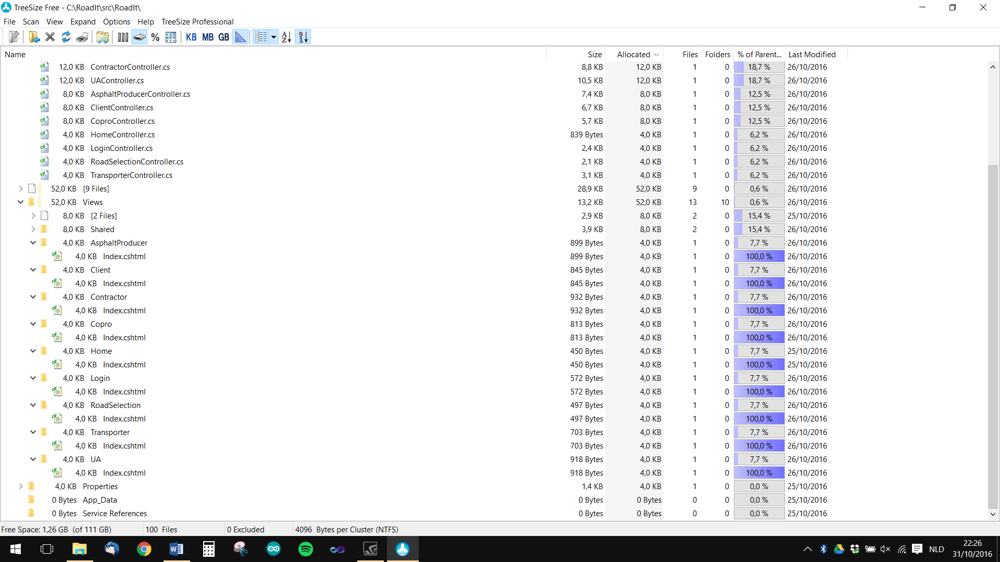 TreeSize Free - C:\RoadIt\src\RoadIt\
File Scan View Expand Options Help TreeSize Professional
% KB MB GB
Name Size Allocated Files Folders % of Parent... Last Modified
12,0 KB ContractorController.cs 8,8 KB 12,0 KB 1 0 18,7 % 26/10/2016
12,0 KB UAController.cs 10,5 KB 12,0 KB 1 0 18,7 % 26/10/2016
8,0 KB AsphaltProducerController.cs 7,4 KB 8,0 KB 1 0 12,5 % 26/10/2016
8,0 KB ClientController.cs 6,7 KB 8,0 KB 1 0 12,5 % 26/10/2016
8,0 KB CoproController.cs 5,7 KB 8,0 KB 1 0 12,5 % 26/10/2016
4,0 KB HomeController.cs 839 Bytes 4,0 KB 1 0 6,2 % 26/10/2016
4,0 KB LoginController.cs 2,4 KB 4,0 KB 1 0 6,2 % 26/10/2016
4,0 KB RoadSelectionController.cs 2,1 KB 4,0 KB 1 0 6,2 % 26/10/2016
4,0 KB TransporterController.cs 3,1 KB 4,0 KB 1 0 6,2 % 26/10/2016
52,0 KB [9 Files] 28,9 KB 52,0 KB 9 0 0,6 % 26/10/2016
52,0 KB Views 13,2 KB 52,0 KB 13 10 0,6 % 26/10/2016
8,0 KB [2 Files] 2,9 KB 8,0 KB 2 0 15,4 % 25/10/2016
8,0 KB Shared 3,9 KB 8,0 KB 2 0 15,4 % 26/10/2016
4,0 KB AsphaltProducer 899 Bytes 4,0 KB 1 0 7,7 % 26/10/2016
4,0 KB Index.cshtml 899 Bytes 4,0 KB 1 0 100,0 % 26/10/2016
4,0 KB Client 845 Bytes 4,0 KB 1 0 7,7 % 26/10/2016
4,0 KB Index.cshtml 845 Bytes 4,0 KB 1 0 100,0 % 26/10/2016
4,0 KB Contractor 932 Bytes 4,0 KB 1 0 7,7 % 26/10/2016
4,0 KB Index.cshtml 932 Bytes 4,0 KB 1 0 100,0 % 26/10/2016
4,0 KB Copro 813 Bytes 4,0 KB 1 0 7,7 % 26/10/2016
4,0 KB Index.cshtml 813 Bytes 4,0 KB 1 0 100,0 % 26/10/2016
4,0 KB Home 450 Bytes 4,0 KB 1 0 7,7 % 25/10/2016
4,0 KB Index.cshtml 450 Bytes 4,0 KB 1 0 100,0 % 25/10/2016
4,0 KB Login 572 Bytes 4,0 KB 1 0 7,7 % 26/10/2016
4,0 KB Index.cshtml 572 Bytes 4,0 KB 1 0 100,0 % 26/10/2016
4,0 KB RoadSelection 497 Bytes 4,0 KB 1 0 7,7 % 26/10/2016
4,0 KB Index.cshtml 497 Bytes 4,0 KB 1 0 100,0 % 26/10/2016
4,0 KB Transporter 703 Bytes 4,0 KB 1 0 7,7 % 26/10/2016
4,0 KB Index.cshtml 703 Bytes 4,0 KB 1 0 100,0 % 26/10/2016
4,0 KB UA 918 Bytes 4,0 KB 1 0 7,7 % 26/10/2016
4,0 KB Index.cshtml 918 Bytes 4,0 KB 1 0 100,0 % 26/10/2016
4,0 KB Properties 1,4 KB 4,0 KB 1 0 0,0 % 25/10/2016
0 Bytes App_Data 0 Bytes 0 Bytes 0 0 0,0 % 25/10/2016
0 Bytes Service References 0 Bytes 0 Bytes 0 0 0,0 % 25/10/2016
Free Space: 1,26 GB (of 111 GB) 100 Files 0 Excluded 4096 Bytes per Cluster (NTFS)
NLD 22:26
31/10/2016